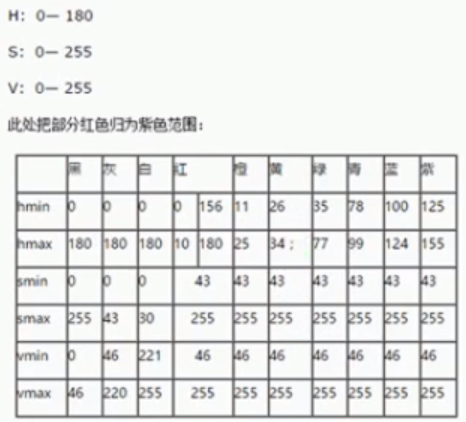 H：0— 180
S：0— 255
V：0— 255
此处把部分红色归为紫色范围：
黑 灰 白 红 橙 黄 绿 青 蓝 紫
hmin 0 0 0 0 156 11 26 35 78 100 125
hmax 180 180 180 10 180 25 34； 77 99 124 155
smin 0 0 0 43 43 43 43 43 43 43
smax 255 43 30 255 255 255 255 255 255 255
vmin 0 46 221 46 46 46 46 46 46 46
vmax 46 220 255 255 255 255 255 255 255 255